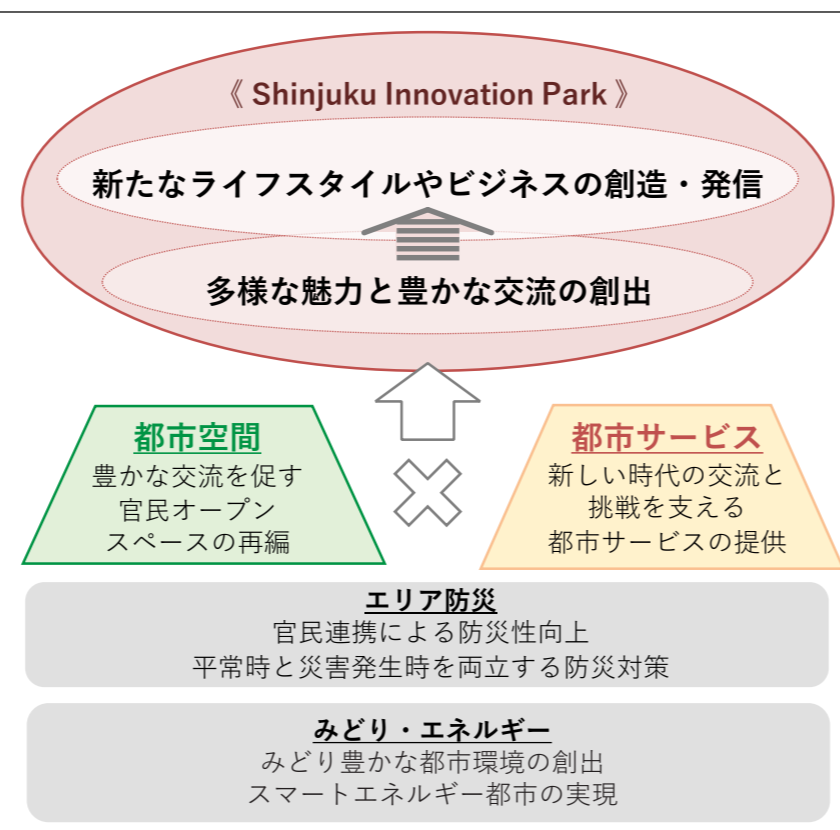 《 Shinjuku Innovation Park 》
新たなライフスタイルやビジネスの創造・発信
多様な魅力と豊かな交流の創出
都市空間
豊かな交流を促す
官民オープン
スペースの再編
都市サービス
新しい時代の交流と
挑戦を支える
都市サービスの提供
エリア防災
官民連携による防災性向上
平常時と災害発生時を両立する防災対策
みどり・エネルギー
みどり豊かな都市環境の創出
スマートエネルギー都市の実現